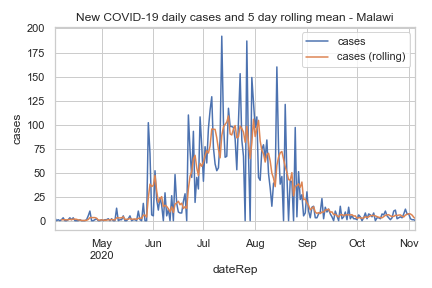 New COVID-19 daily cases and 5 day rolling mean - Malawi
cases
cases (rolling)
200
175
150
125
100
75
50
25
0
cases
May
2020
Jun
Jul
Aug
Sep
Oct
Nov
dateRep